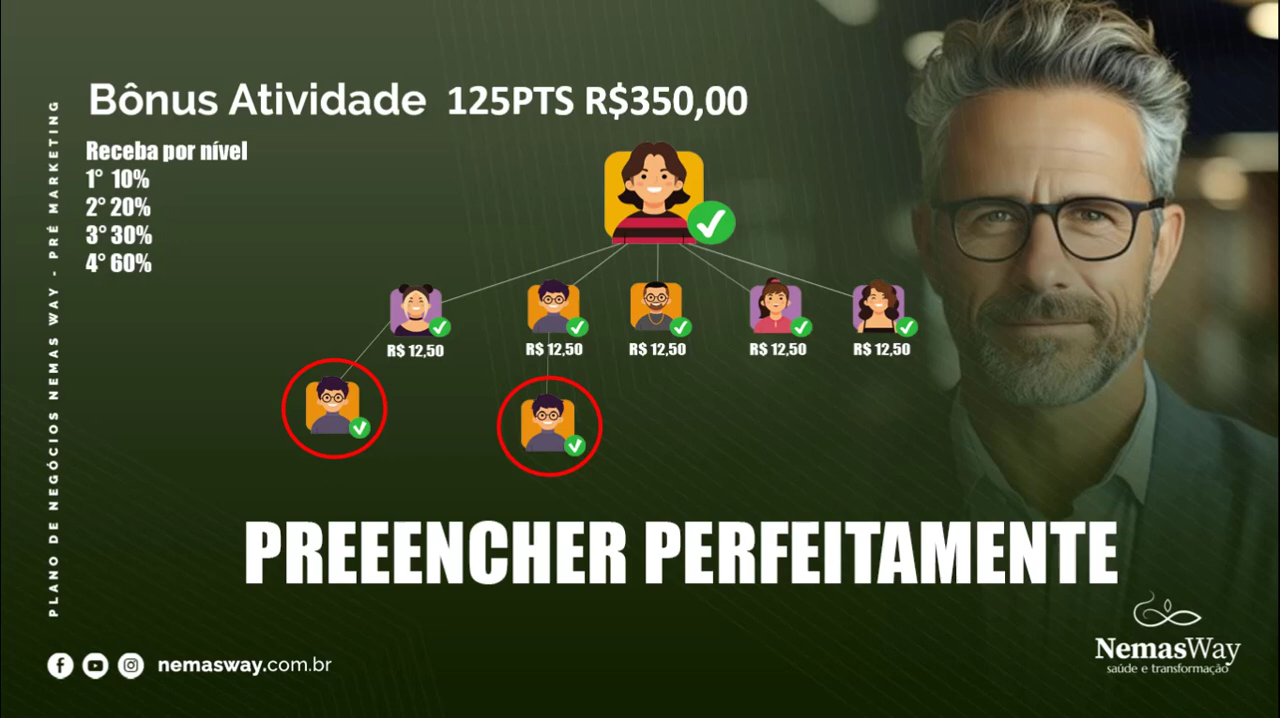 Bônus Atividade 125PTS R$350,00
Receba por nível
1° 10%
2° 20%
3° 30%
4° 60%
R$ 12,50 R$ 12,50 R$ 12,50 R$ 12,50 R$ 12,50
PREEENCHER PERFEITAMENTE
PLANO DE NEGÓCIOS NEMAS WAY - PRÉ MARKETING
nemasway.com.br
NemasWay
saúde e transformação